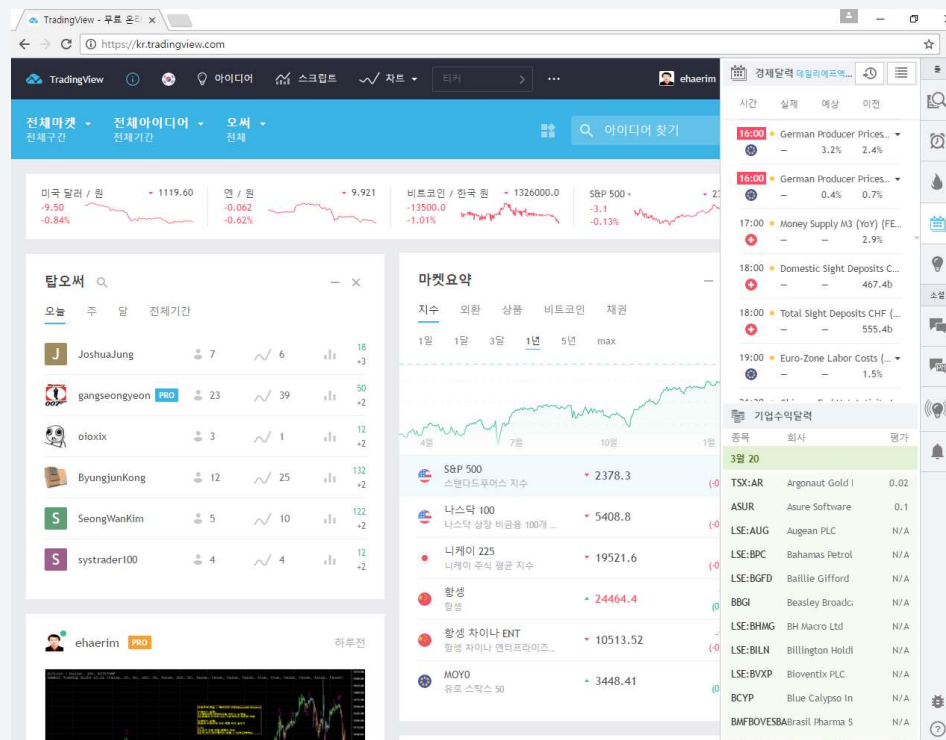 TradingView - 무료 온라
https://kr.tradingview.com
TradingView
아이디어
스크립트
차트
티커
ehaerim
전체마켓
전체구간
전체아이디어
전체기간
오써
전체
아이디어 찾기
미국 달러 / 원 1119.60
-9.50
-0.84%
엔 / 원 9.921
-0.062
-0.62%
비트코인 / 한국 원 1326000.0
-13500.0
-1.01%
S&P 500
-3.1
-0.13%
탑오써
오늘 주 달 전체기간
J JoshuaJung 7 6 18 +3
gangseongyeon PRO 23 39 50 +2
oioxix 3 1 12 +2
ByungjunKong 12 25 132 +2
S SeongWanKim 5 10 122 +2
S systrader100 4 4 12 +2
ehaerim PRO 하루전
마켓요약
지수 외환 상품 비트코인 채권
1일 1달 3달 1년 5년 max
4월 7월 10월 1월
S&P 500 2378.3
스탠다드푸어스 지수
나스닥 100 5408.8
나스닥 상장 비금융 100개 ...
니케이 225 19521.6
니케이 주식 평균 지수
항셍 24464.4
항셍
항셍 차이나 ENT 10513.52
항셍 차이나 엔터프라이즈...
MOY0 3448.41
유로 스탁스 50
경제달력 데일리에프엑...
시간 실제 예상 이전
16:00 German Producer Prices...
– 3.2% 2.4%
16:00 German Producer Prices...
– 0.4% 0.7%
17:00 Money Supply M3 (YoY) (FE...
– – 2.9%
18:00 Domestic Sight Deposits C...
– – 467.4b
18:00 Total Sight Deposits CHF (...
– – 555.4b
19:00 Euro-Zone Labor Costs (...
– – 1.5%
기업수익달력
종목 회사 평가
3월 20
TSX:AR Argonaut Gold I 0.02
ASUR Asure Software 0.1
LSE:AUG Augean PLC N/A
LSE:BPC Bahamas Petrol N/A
LSE:BGFD Baillie Gifford N/A
BBGI Beasley Broadc N/A
LSE:BHMG BH Macro Ltd N/A
LSE:BILN Billington Holdi N/A
LSE:BVXP Bioventix PLC N/A
BCYP Blue Calypso In N/A
BMFBOVESBA Brasil Pharma S N/A
소셜